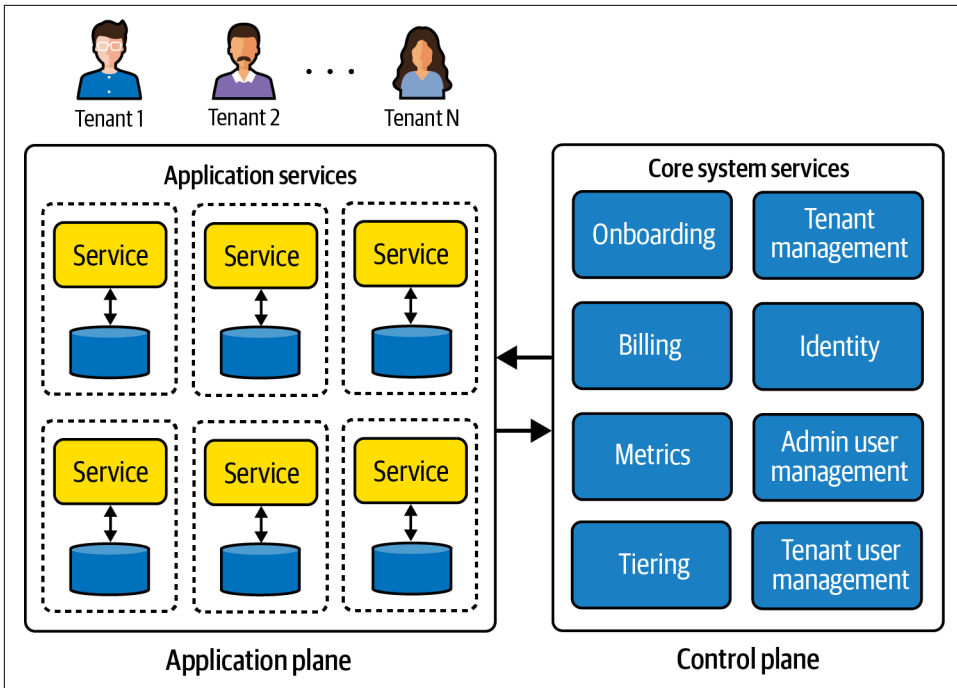 Tenant 1
Tenant 2
. . .
Tenant N
Application services
Service
Service
Service
Service
Service
Service
Application plane
Core system services
Onboarding
Tenant
management
Billing
Identity
Metrics
Admin user
management
Tiering
Tenant user
management
Control plane